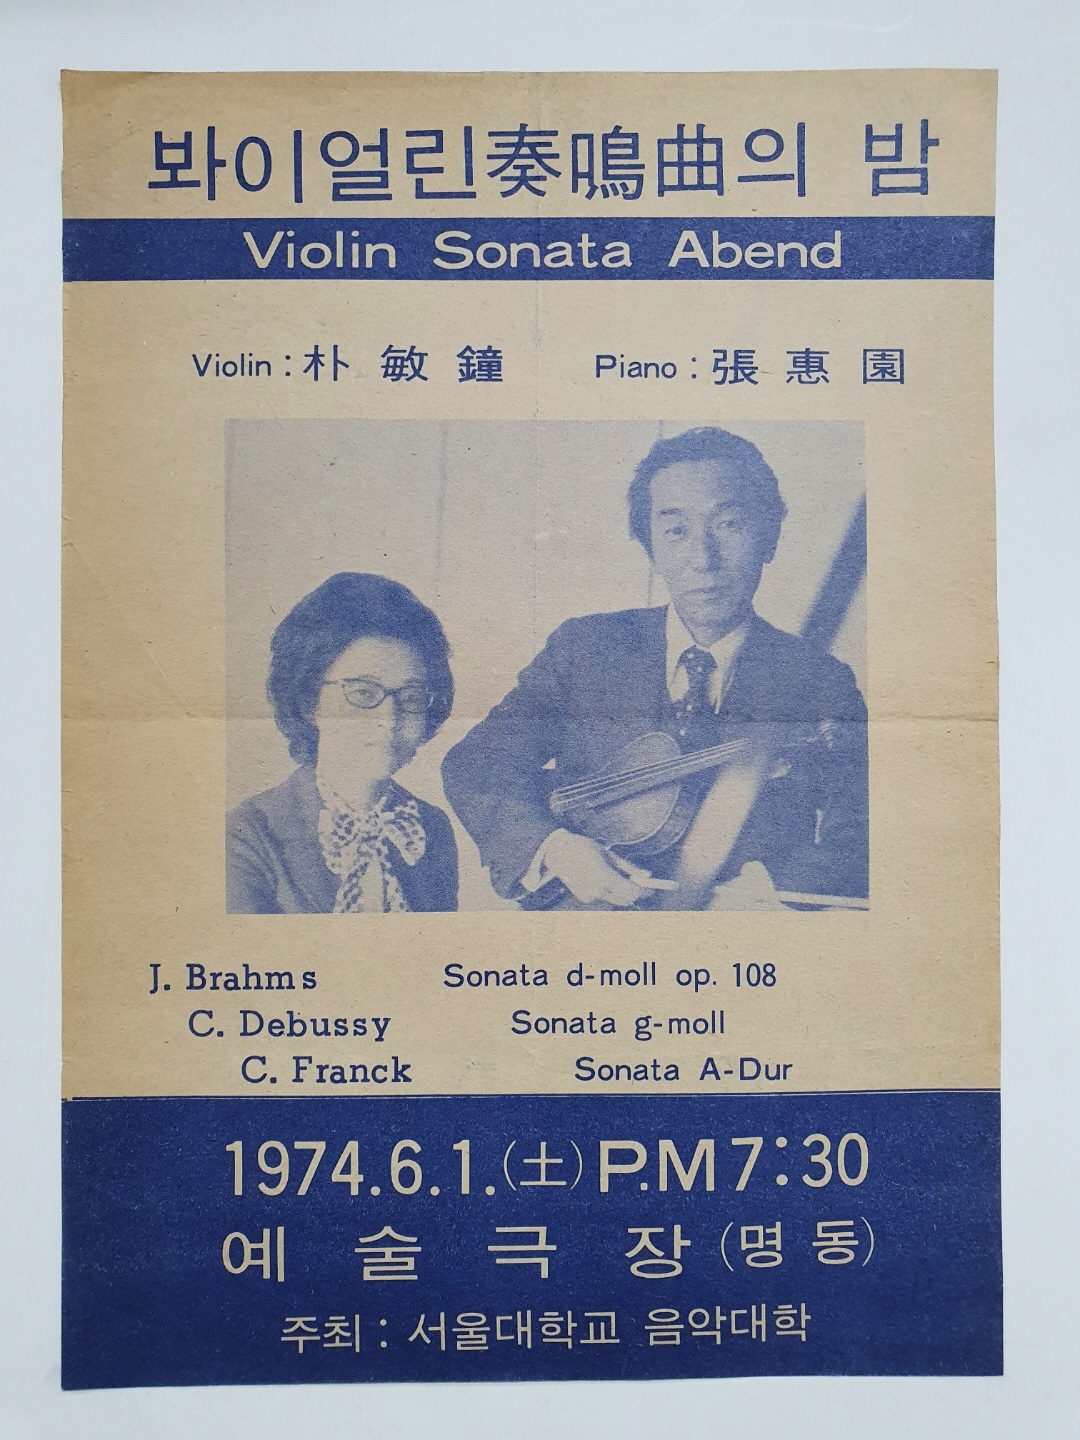 봐이얼린奏鳴曲의 밤
Violin Sonata Abend
Violin : 朴 敏 鐘 Piano : 張 惠 園
J. Brahms Sonata d-moll op. 108
C. Debussy Sonata g-moll
C. Franck Sonata A-Dur
1974.6.1.(土) P.M 7:30
예 술 극 장 (명 동)
주최 : 서울대학교 음악대학